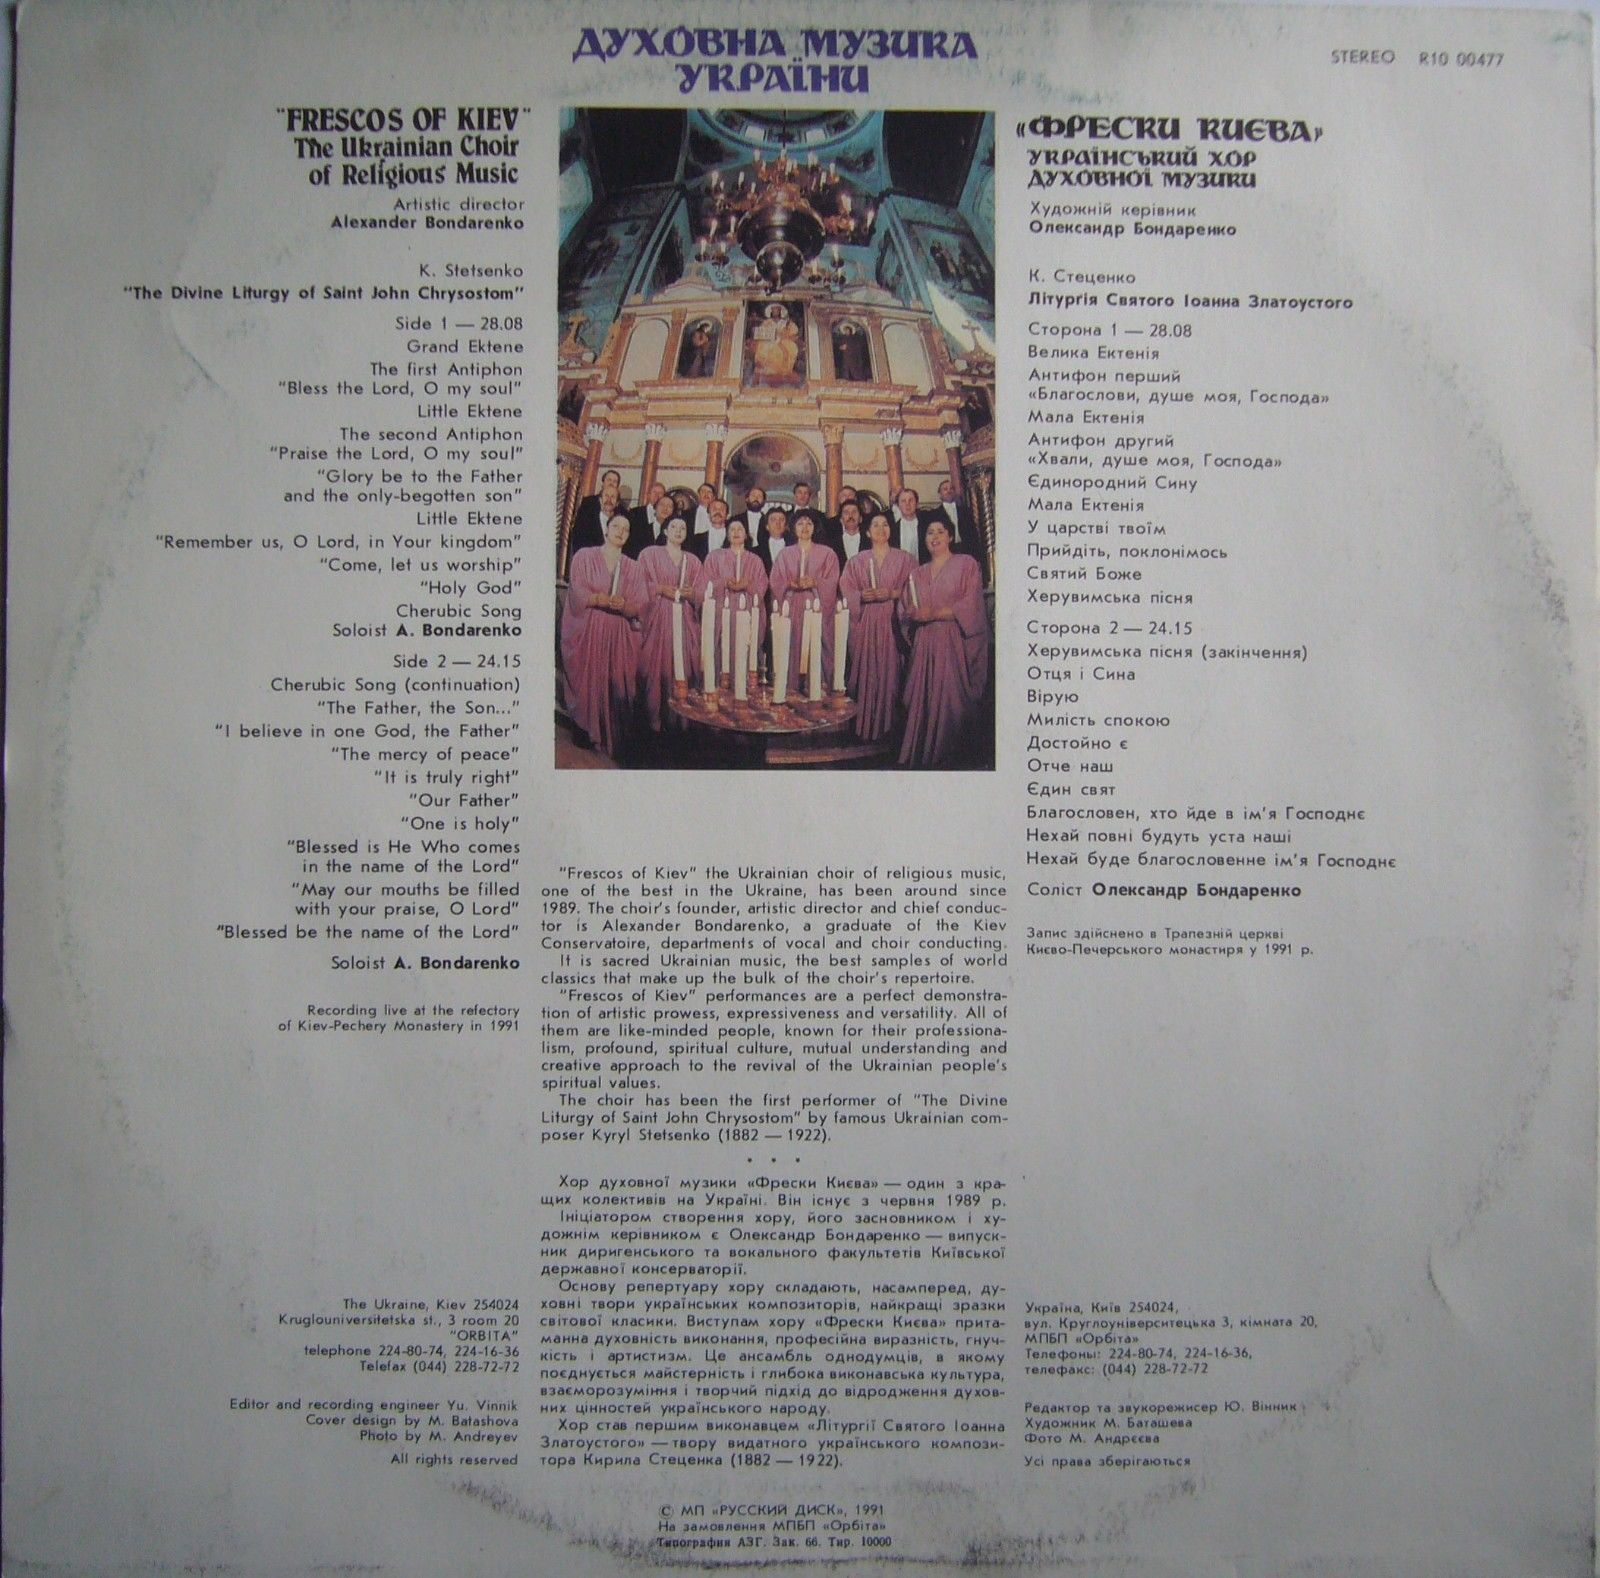 ДУХОВНА МУЗИКА
УКРАЇНИ
STEREO R10 00477
"FRESCOS OF KIEV"
The Ukrainian Choir
of Religious Music
Artistic director
Alexander Bondarenko
K. Stetsenko
"The Divine Liturgy of Saint John Chrysostom"
Side 1 — 28.08
Grand Ektene
The first Antiphon
"Bless the Lord, O my soul"
Little Ektene
The second Antiphon
"Praise the Lord, O my soul"
"Glory be to the Father
and the only-begotten son"
Little Ektene
"Remember us, O Lord, in Your kingdom"
"Come, let us worship"
"Holy God"
Cherubic Song
Soloist A. Bondarenko
Side 2 — 24.15
Cherubic Song (continuation)
"The Father, the Son..."
"I believe in one God, the Father"
"The mercy of peace"
"It is truly right"
"Our Father"
"One is holy"
"Blessed is He Who comes
in the name of the Lord"
"May our mouths be filled
with your praise, O Lord"
"Blessed be the name of the Lord"
Soloist A. Bondarenko
Recording live at the refectory
of Kiev-Pechery Monastery in 1991
The Ukraine, Kiev 254024
Kruglouniversitetska st., 3 room 20
"ORBITA"
telephone 224-80-74, 224-16-36
Telefax (044) 228-72-72
Editor and recording engineer Yu. Vinnik
Cover design by M. Batashova
Photo by M. Andreyev
All rights reserved
"Frescos of Kiev" the Ukrainian choir of religious music,
one of the best in the Ukraine, has been around since
1989. The choir's founder, artistic director and chief conduc-
tor is Alexander Bondarenko, a graduate of the Kiev
Conservatoire, departments of vocal and choir conducting.
It is sacred Ukrainian music, the best samples of world
classics that make up the bulk of the choir's repertoire.
"Frescos of Kiev" performances are a perfect demonstra-
tion of artistic prowess, expressiveness and versatility. All of
them are like-minded people, known for their professiona-
lism, profound, spiritual culture, mutual understanding and
creative approach to the revival of the Ukrainian people's
spiritual values.
The choir has been the first performer of "The Divine
Liturgy of Saint John Chrysostom" by famous Ukrainian com-
poser Kyryl Stetsenko (1882 — 1922).
* * *
Хор духовної музики «Фрески Києва» — один з кра-
щих колективів на Україні. Він існує з червня 1989 р.
Ініціатором створення хору, його засновником і ху-
дожнім керівником є Олександр Бондаренко — випуск-
ник диригенського та вокального факультетів Київської
державної консерваторії.
Основу репертуару хору складають, насамперед, ду-
ховні твори українських композиторів, найкращі зразки
світової класики. Виступам хору «Фрески Києва» прита-
манна духовність виконання, професійна виразність, гнуч-
кість і артистизм. Це ансамбль однодумців, в якому
поєднується майстерність і глибока виконавська культура,
взаєморозуміння і творчий підхід до відродження духов-
них цінностей українського народу.
Хор став першим виконавцем «Літургії Святого Іоанна
Златоустого» — твору видатного українського компози-
тора Кирила Стеценка (1882 — 1922).
«ФРЕСКИ КИЄВА»
УКРАЇНСЬКИЙ ХОР
ДУХОВНОЇ МУЗИКИ
Художній керівник
Олександр Бондаренко
К. Стеценко
Літургія Святого Іоанна Златоустого
Сторона 1 — 28.08
Велика Ектенія
Антифон перший
«Благослови, душе моя, Господа»
Мала Ектенія
Антифон другий
«Хвали, душе моя, Господа»
Єдинородний Сину
Мала Ектенія
У царстві твоїм
Прийдіть, поклонімось
Святий Боже
Херувимська пісня
Сторона 2 — 24.15
Херувимська пісня (закінчення)
Отця і Сина
Вірую
Милість спокою
Достойно є
Отче наш
Єдин свят
Благословен, хто йде в ім'я Господнє
Нехай повні будуть уста наші
Нехай буде благословенне ім'я Господнє
Соліст Олександр Бондаренко
Запис здійснено в Трапезній церкві
Києво-Печерського монастиря у 1991 р.
Україна, Київ 254024,
вул. Круглоуніверситецька 3, кімната 20,
МПБП «Орбіта»
Телефоны: 224-80-74, 224-16-36,
телефакс: (044) 228-72-72
Редактор та звукорежисер Ю. Вінник
Художник М. Баташева
Фото М. Андрєєва
Усі права зберігаються
© МП «РУССКИЙ ДИСК», 1991
На замовлення МПБП «Орбіта»
Типография АЗГ. Зак. 66. Тир. 10000